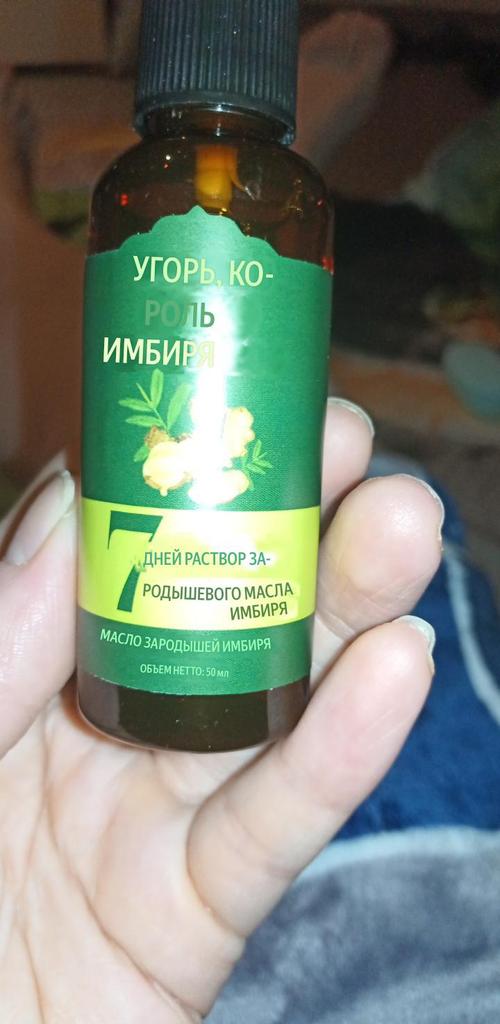 УГОРЬ, КО-
РОЛЬ
ИМБИРЯ
7
ДНЕЙ РАСТВОР ЗА-
РОДЫШЕВОГО МАСЛА
ИМБИРЯ
МАСЛО ЗАРОДЫШЕЙ ИМБИРЯ
ОБЪЕМ НЕТТО: 50 мл